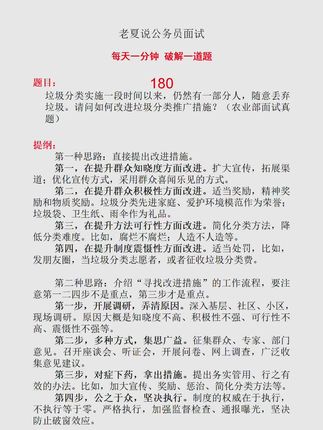 老夏说公务员面试
每天一分钟 破解一道题
题目： 180
垃圾分类实施一段时间以来，仍然有一部分人，随意丢弃
垃圾。请问如何改进垃圾分类推广措施？（农业部面试真
题）
提纲：
第一种思路：直接提出改进措施。
第一，在提升群众知晓度方面改进。扩大宣传，拓展渠
道；优化宣传方式，采用群众喜闻乐见的方式。
第二，在提升群众积极性方面改进。适当奖励，精神奖
励和物质奖励。垃圾分类先进家庭、爱护环境模范作为荣誉；
垃圾袋、卫生纸、雨伞作为礼品。
第三，在提升方法可行性方面改进。简化分类方法，降
低分类难度。比如，腐烂不腐烂；人造不人造等。
第四，在提升制度震慑性方面改进。适当处罚，比如，
发朋友圈，当垃圾分类志愿者，或者征收垃圾分类费。
第二种思路：介绍“寻找改进措施”的工作流程，要注
意第一二四步不是重点，第三步才是重点。
第一步，开展调研，弄清原因。深入基层、社区、小区，
现场调研。原因大概是知晓度不高、积极性不强、可行性不
高、震慑性不强等。
第二步，多种方式，集思广益。征集群众、专家、部门
意见。召开座谈会、听证会，开展问卷、网上调查，广泛收
集意见建议。
第三步，对症下药，拿出措施。提出务实管用、行之有
效的办法。比如，加大宣传、奖励、惩治、简化分类方法等。
第四步，公之于众，坚决执行。制度的权威在于执行，
不执行等于零。严格执行，加强监督检查、通报曝光，坚决
防止破窗效应。